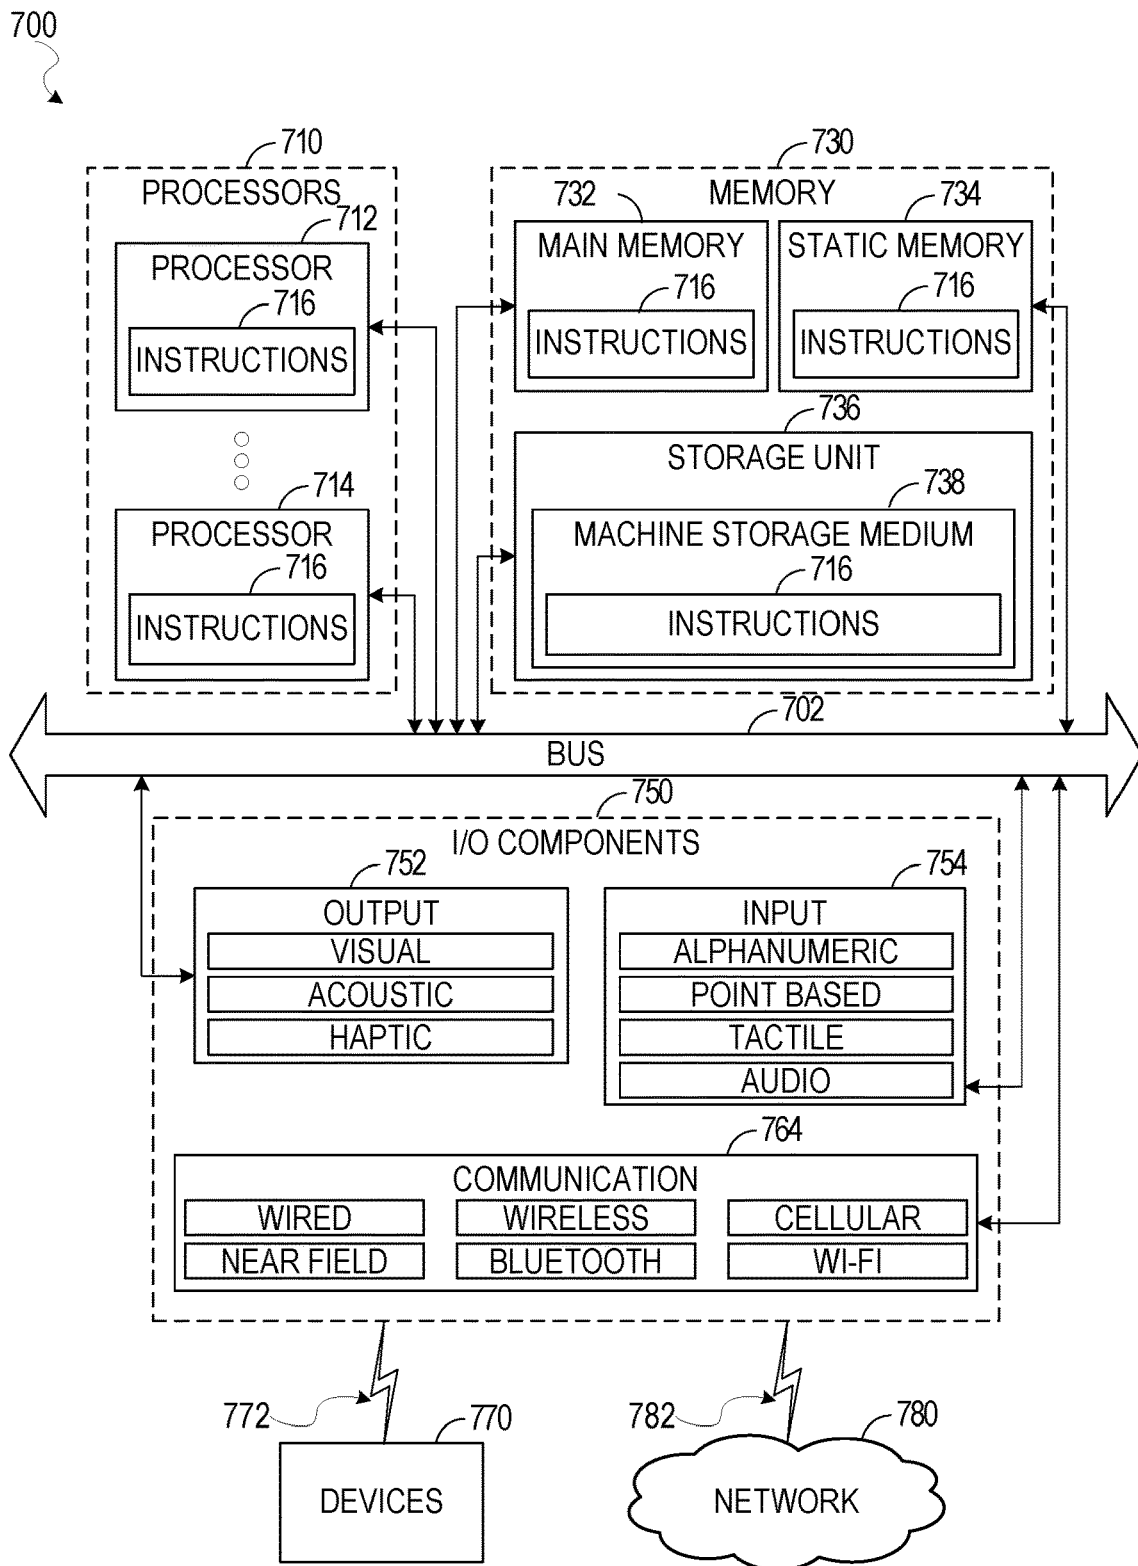 700
710
PROCESSORS
712
PROCESSOR
716
INSTRUCTIONS
714
PROCESSOR
716
INSTRUCTIONS
730
MEMORY
732
MAIN MEMORY
716
INSTRUCTIONS
734
STATIC MEMORY
716
INSTRUCTIONS
736
STORAGE UNIT
738
MACHINE STORAGE MEDIUM
716
INSTRUCTIONS
702
BUS
750
I/O COMPONENTS
752
OUTPUT
VISUAL
ACOUSTIC
HAPTIC
754
INPUT
ALPHANUMERIC
POINT BASED
TACTILE
AUDIO
764
COMMUNICATION
WIRED
WIRELESS
CELLULAR
NEAR FIELD
BLUETOOTH
WI-FI
772
770
DEVICES
782
780
NETWORK